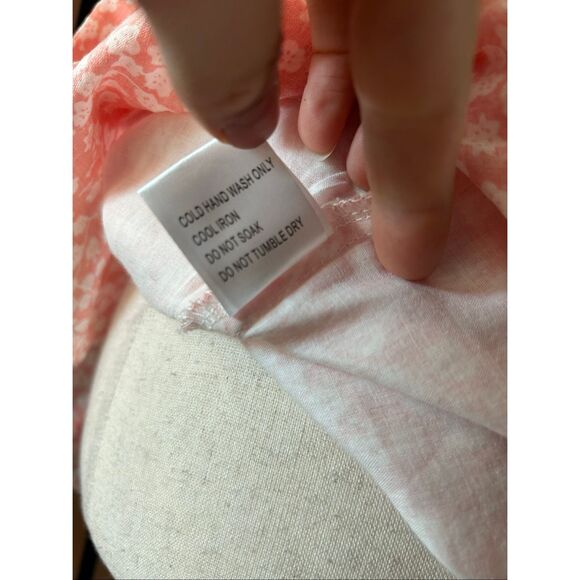 COLD HAND WASH ONLY
COOL IRON
DO NOT SOAK
DO NOT TUMBLE DRY